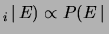 ᵢ | E) ∝ P(E |